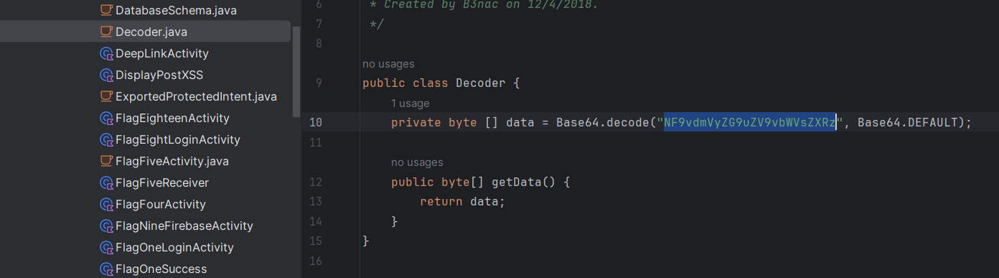 DatabaseSchema.java
Decoder.java
DeepLinkActivity
DisplayPostXSS
ExportedProtectedIntent.java
FlagEighteenActivity
FlagEightLoginActivity
FlagFiveActivity.java
FlagFiveReceiver
FlagFourActivity
FlagNineFirebaseActivity
FlagOneLoginActivity
FlagOneSuccess
6 * Created by B3nac on 12/4/2018.
7 */
8
no usages
9 public class Decoder {
1 usage
10 private byte [] data = Base64.decode("NF9vdmVyZG9uZV9vbWVsZXRz", Base64.DEFAULT);
11
no usages
12 public byte[] getData() {
13 return data;
14 }
15 }
16